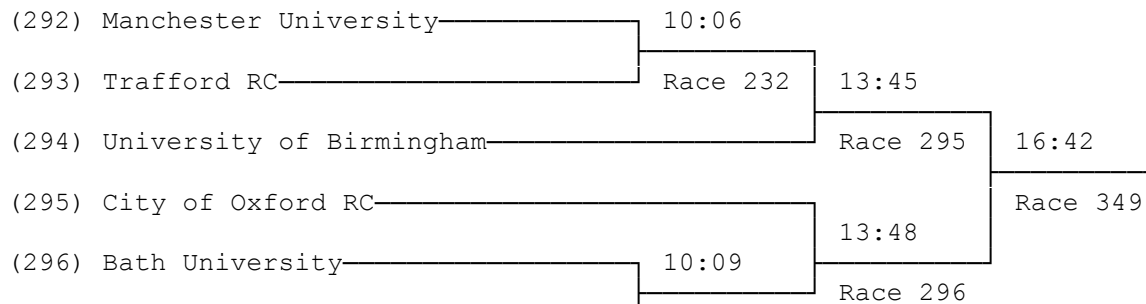 (292) Manchester University 10:06
(293) Trafford RC Race 232 13:45
(294) University of Birmingham Race 295 16:42
(295) City of Oxford RC Race 349
13:48
(296) Bath University 10:09
Race 296